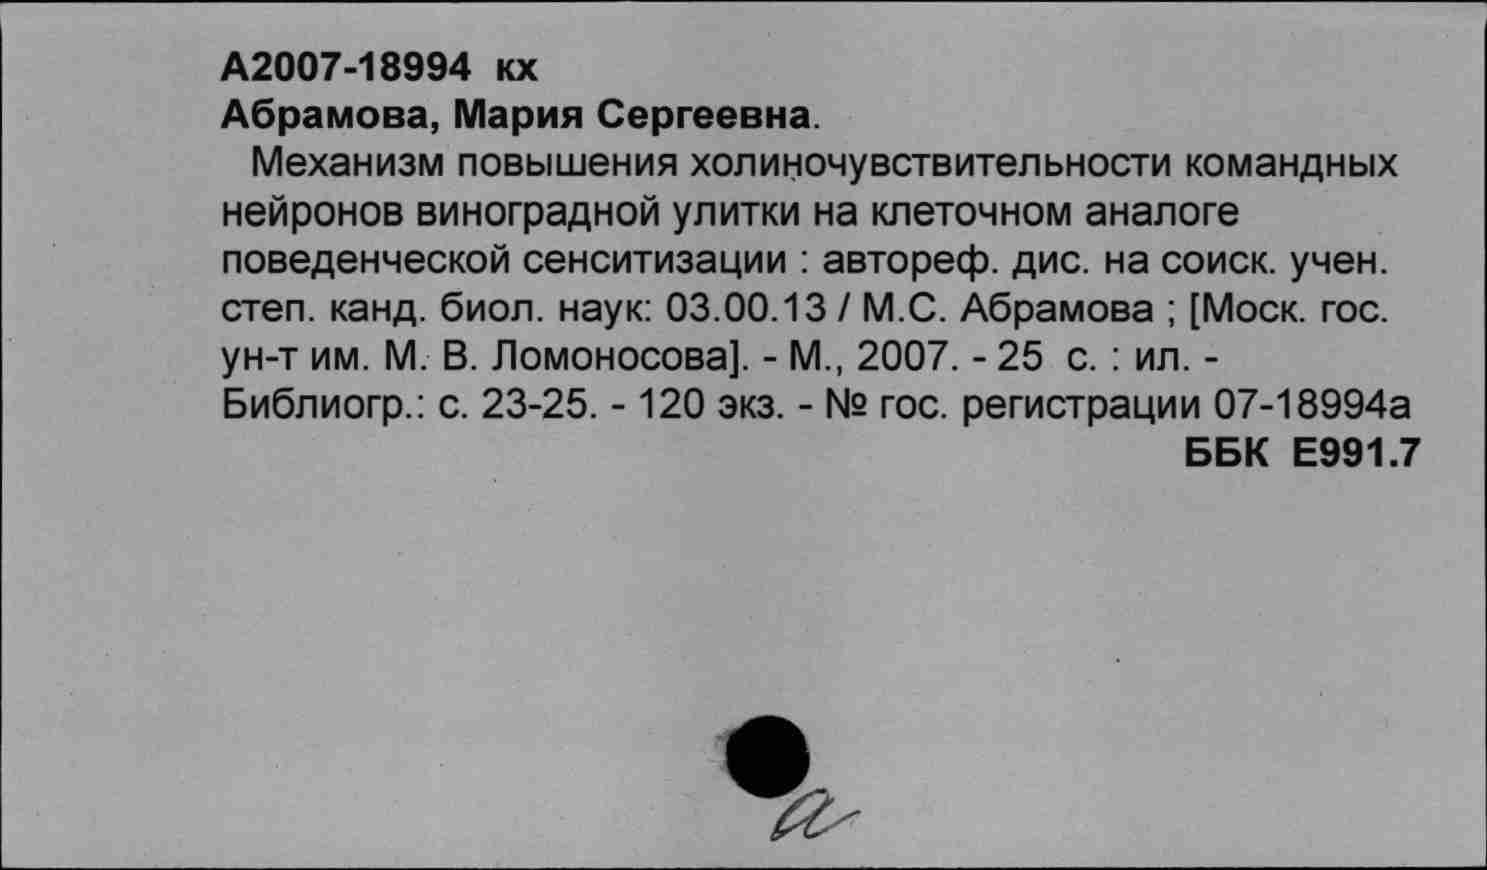 А2007-18994 кх
Абрамова, Мария Сергеевна.
Механизм повышения холиночувствительности командных
нейронов виноградной улитки на клеточном аналоге
поведенческой сенситизации : автореф. дис. на соиск. учен.
степ. канд. биол. наук: 03.00.13 / М.С. Абрамова ; [Моск. гос.
ун-т им. М. В. Ломоносова]. - М., 2007. - 25 с. : ил. -
Библиогр.: с. 23-25. - 120 экз. - № гос. регистрации 07-18994а
ББК Е991.7
а